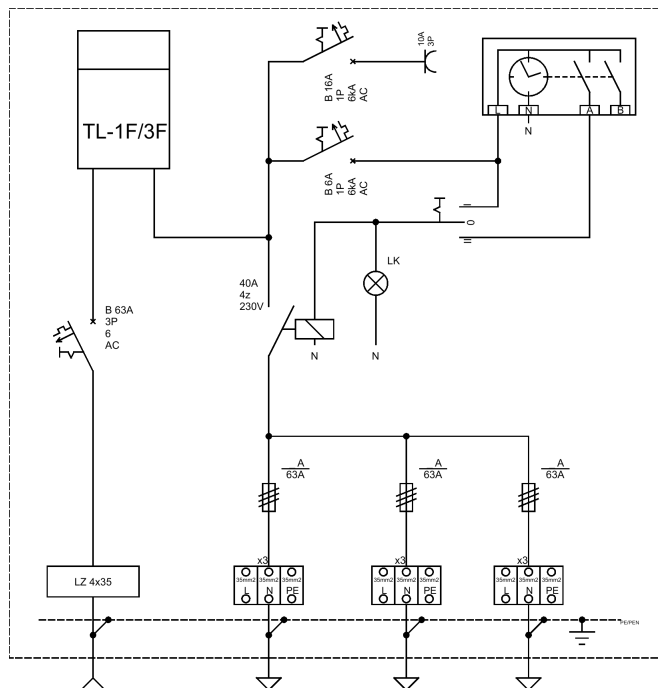 10A
3P
B 16A
1P
6kA
AC
TL-1F/3F
L
N
A
B
N
B 6A
1P
6kA
AC
I
0
II
LK
40A
4z
230V
B 63A
3P
6
AC
N
N
A
63A
A
63A
A
63A
x3
x3
x3
LZ 4x35
35mm2 35mm2 35mm2
L N PE
35mm2 35mm2 35mm2
L N PE
35mm2 35mm2 35mm2
L N PE
PE/PEN